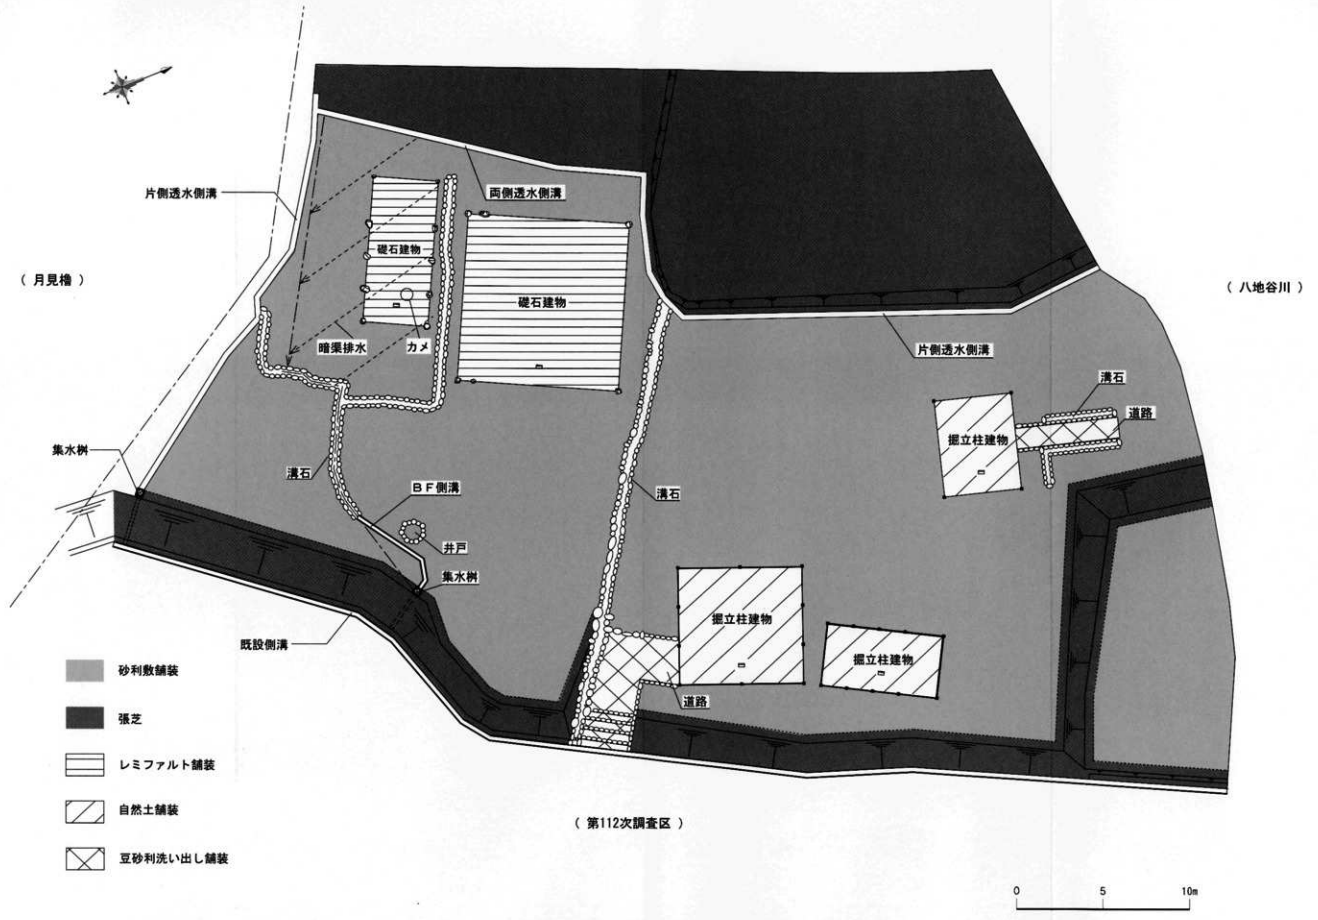 片側透水側溝
両側透水側溝
礎石建物
（月見櫓）
礎石建物
（八地谷川）
暗渠排水
カメ
片側透水側溝
溝石
道路
掘立柱建物
集水桝
溝石
ＢＦ側溝
溝石
井戸
集水桝
掘立柱建物
既設側溝
掘立柱建物
道路
砂利敷舗装
張芝
レミファルト舗装
自然土舗装
豆砂利洗い出し舗装
（第112次調査区）
0 5 10m